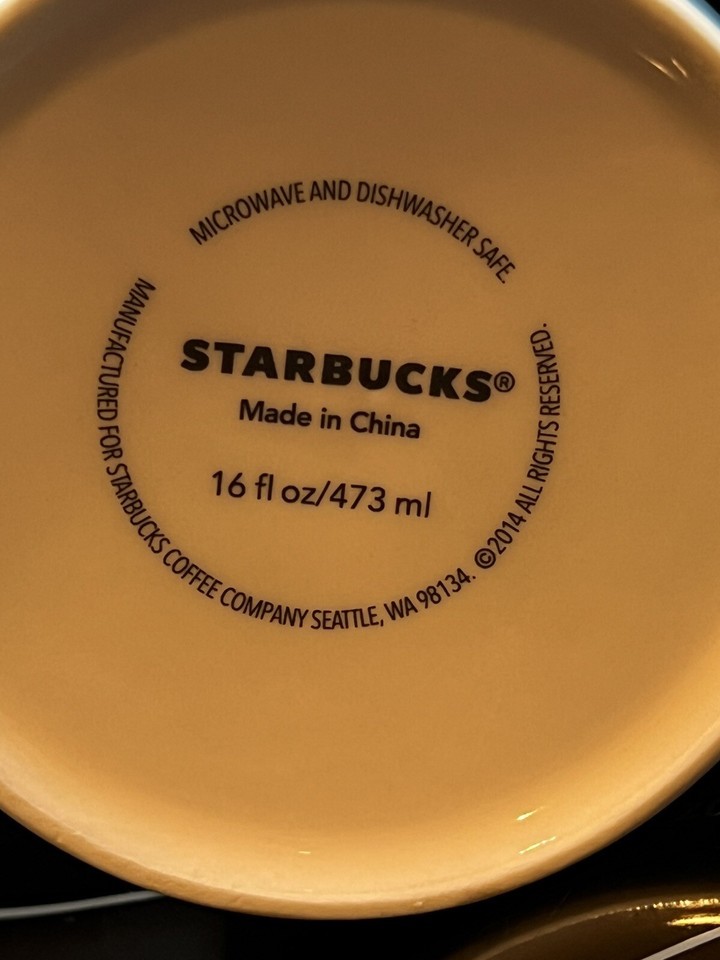 MICROWAVE AND DISHWASHER SAFE.
STARBUCKS®
Made in China
16 fl oz/473 ml
MANUFACTURED FOR STARBUCKS COFFEE COMPANY SEATTLE, WA 98134. ©2014 ALL RIGHTS RESERVED.